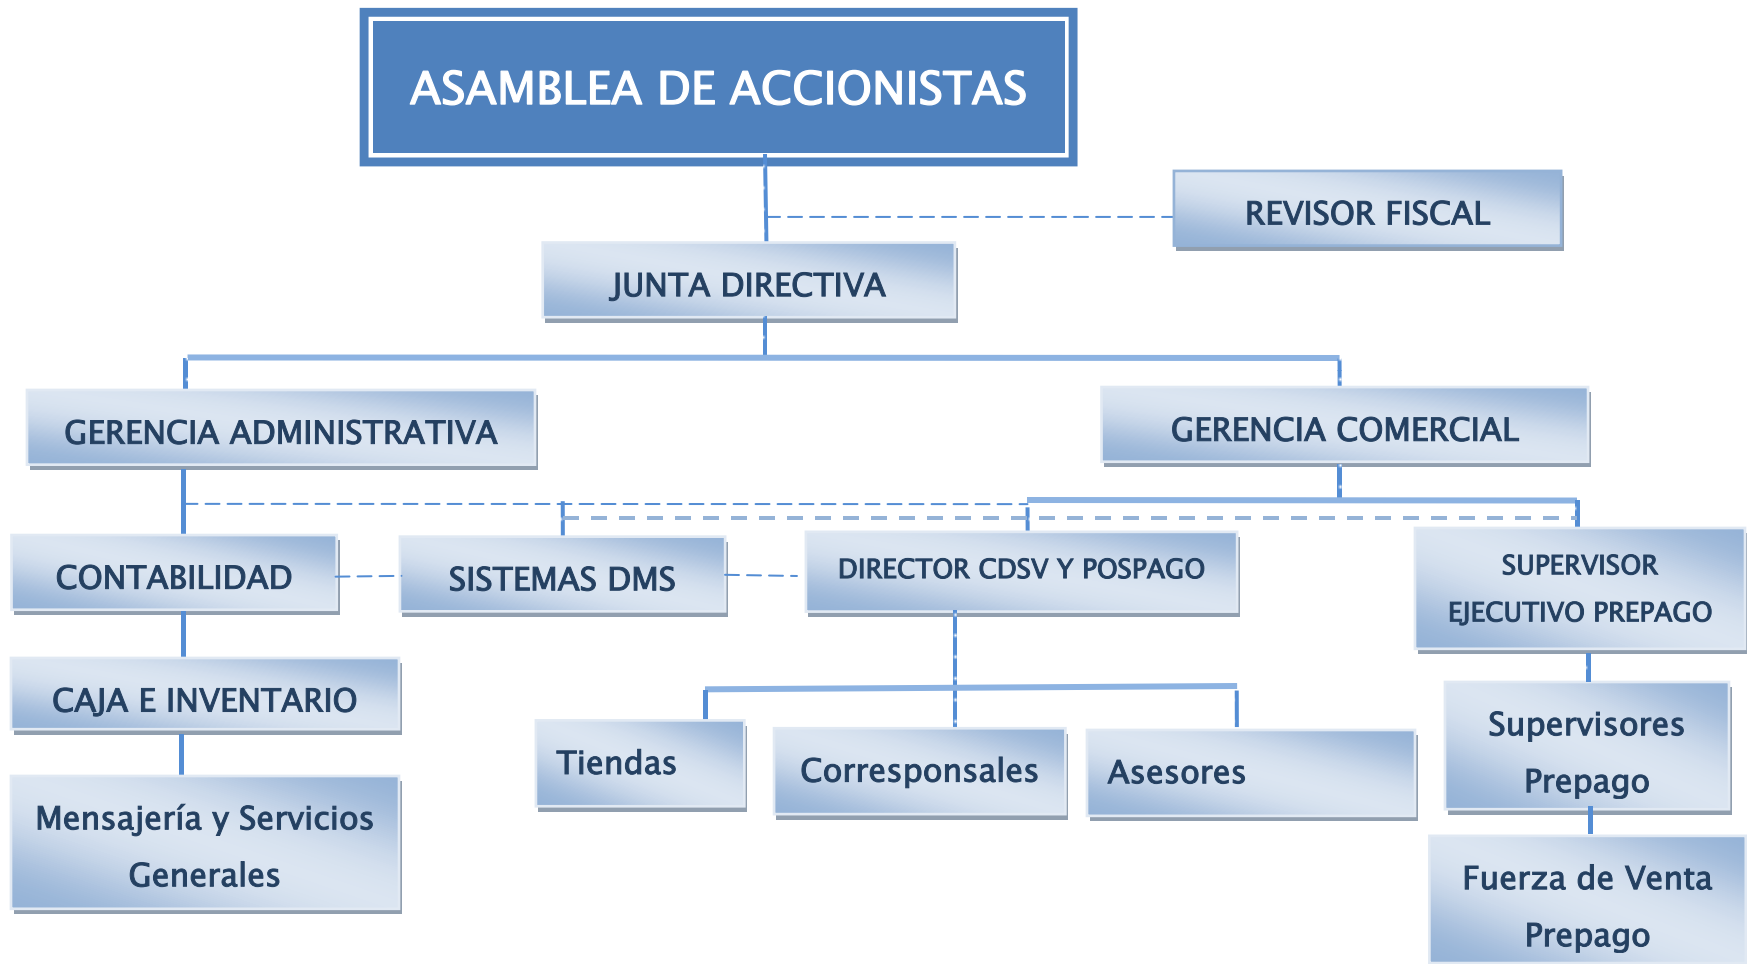 ASAMBLEA DE ACCIONISTAS
REVISOR FISCAL
JUNTA DIRECTIVA
GERENCIA ADMINISTRATIVA
GERENCIA COMERCIAL
CONTABILIDAD
SISTEMAS DMS
DIRECTOR CDSV Y POSPAGO
SUPERVISOR
EJECUTIVO PREPAGO
CAJA E INVENTARIO
Tiendas
Corresponsales
Asesores
Supervisores
Prepago
Mensajería y Servicios
Generales
Fuerza de Venta
Prepago